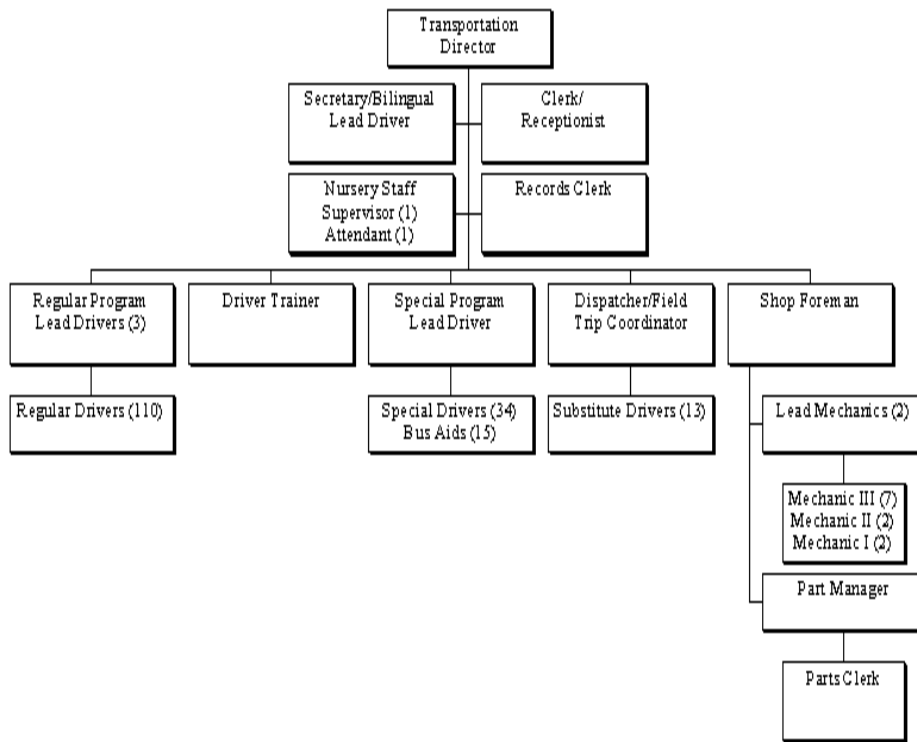 Transportation
Director
Secretary/Bilingual
Lead Driver
Clerk/
Receptionist
Nursery Staff
Supervisor (1)
Attendant (1)
Records Clerk
Regular Program
Lead Drivers (3)
Driver Trainer
Special Program
Lead Driver
Dispatcher/Field
Trip Coordinator
Shop Foreman
Regular Drivers (110)
Special Drivers (34)
Bus Aids (15)
Substitute Drivers (13)
Lead Mechanics (2)
Mechanic III (7)
Mechanic II (2)
Mechanic I (2)
Part Manager
Parts Clerk